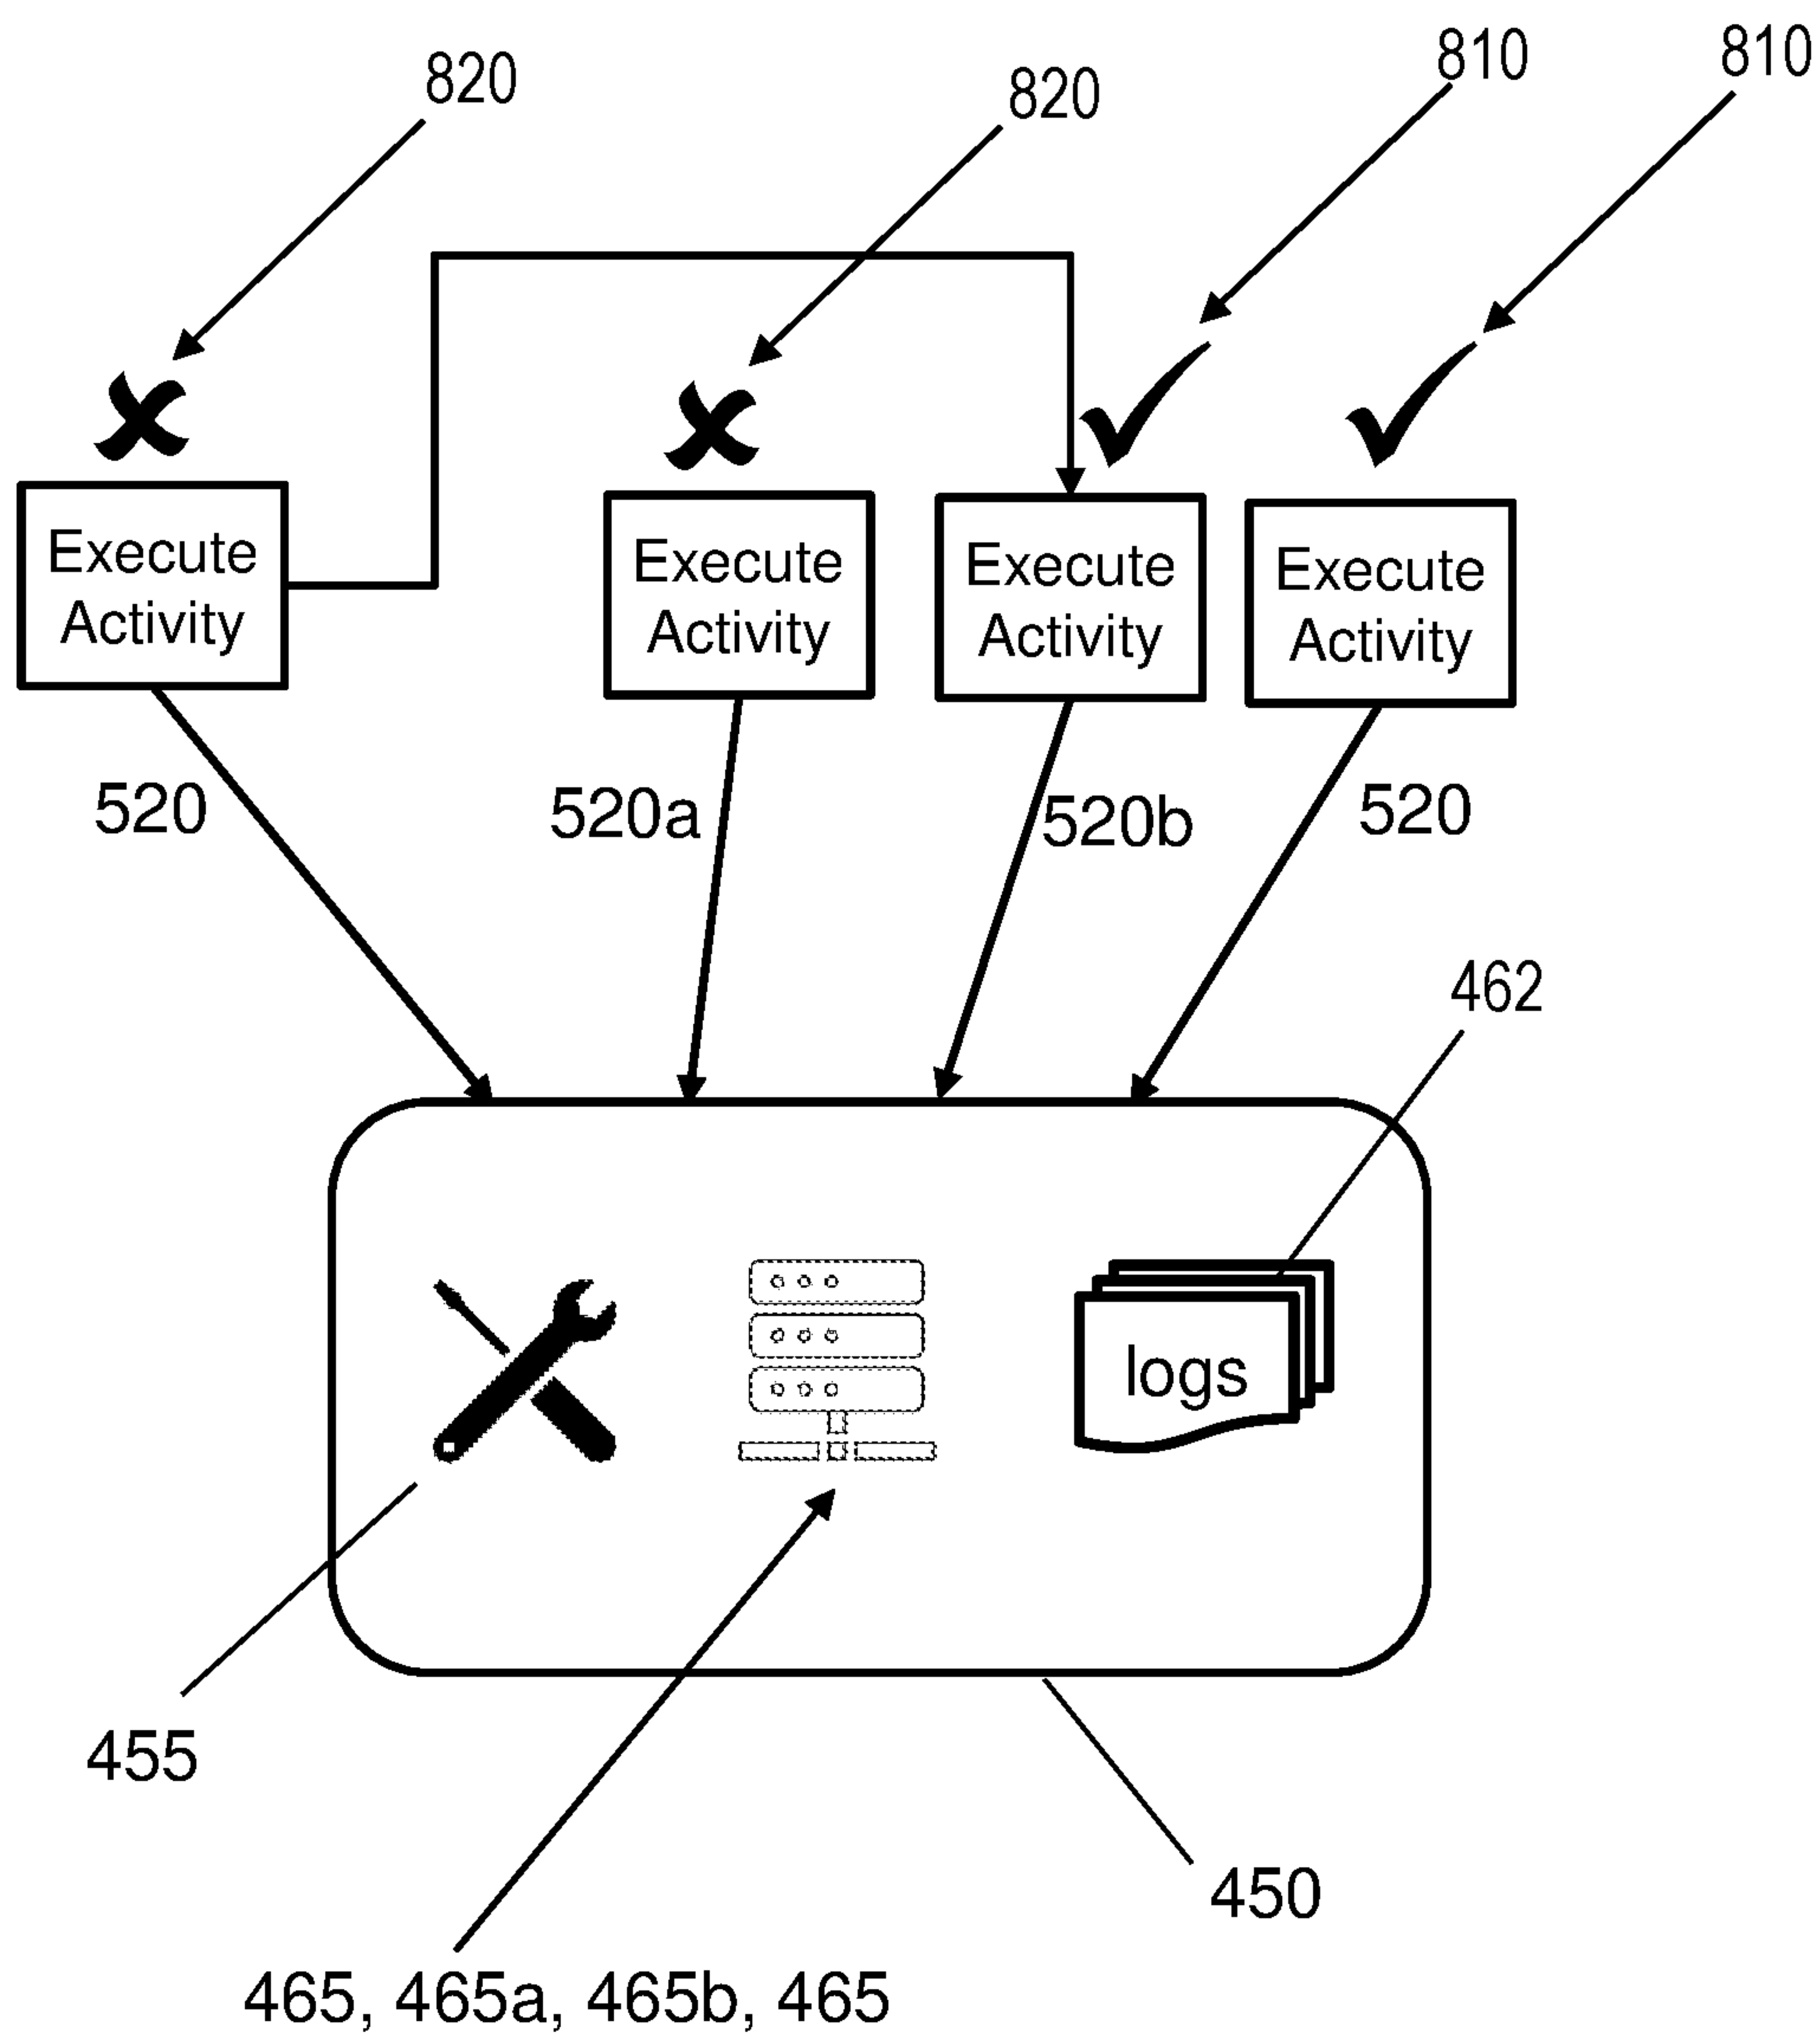 820
820
810
810
Execute
Activity
Execute
Activity
Execute
Activity
Execute
Activity
520
520a
520b
520
462
logs
455
450
465, 465a, 465b, 465